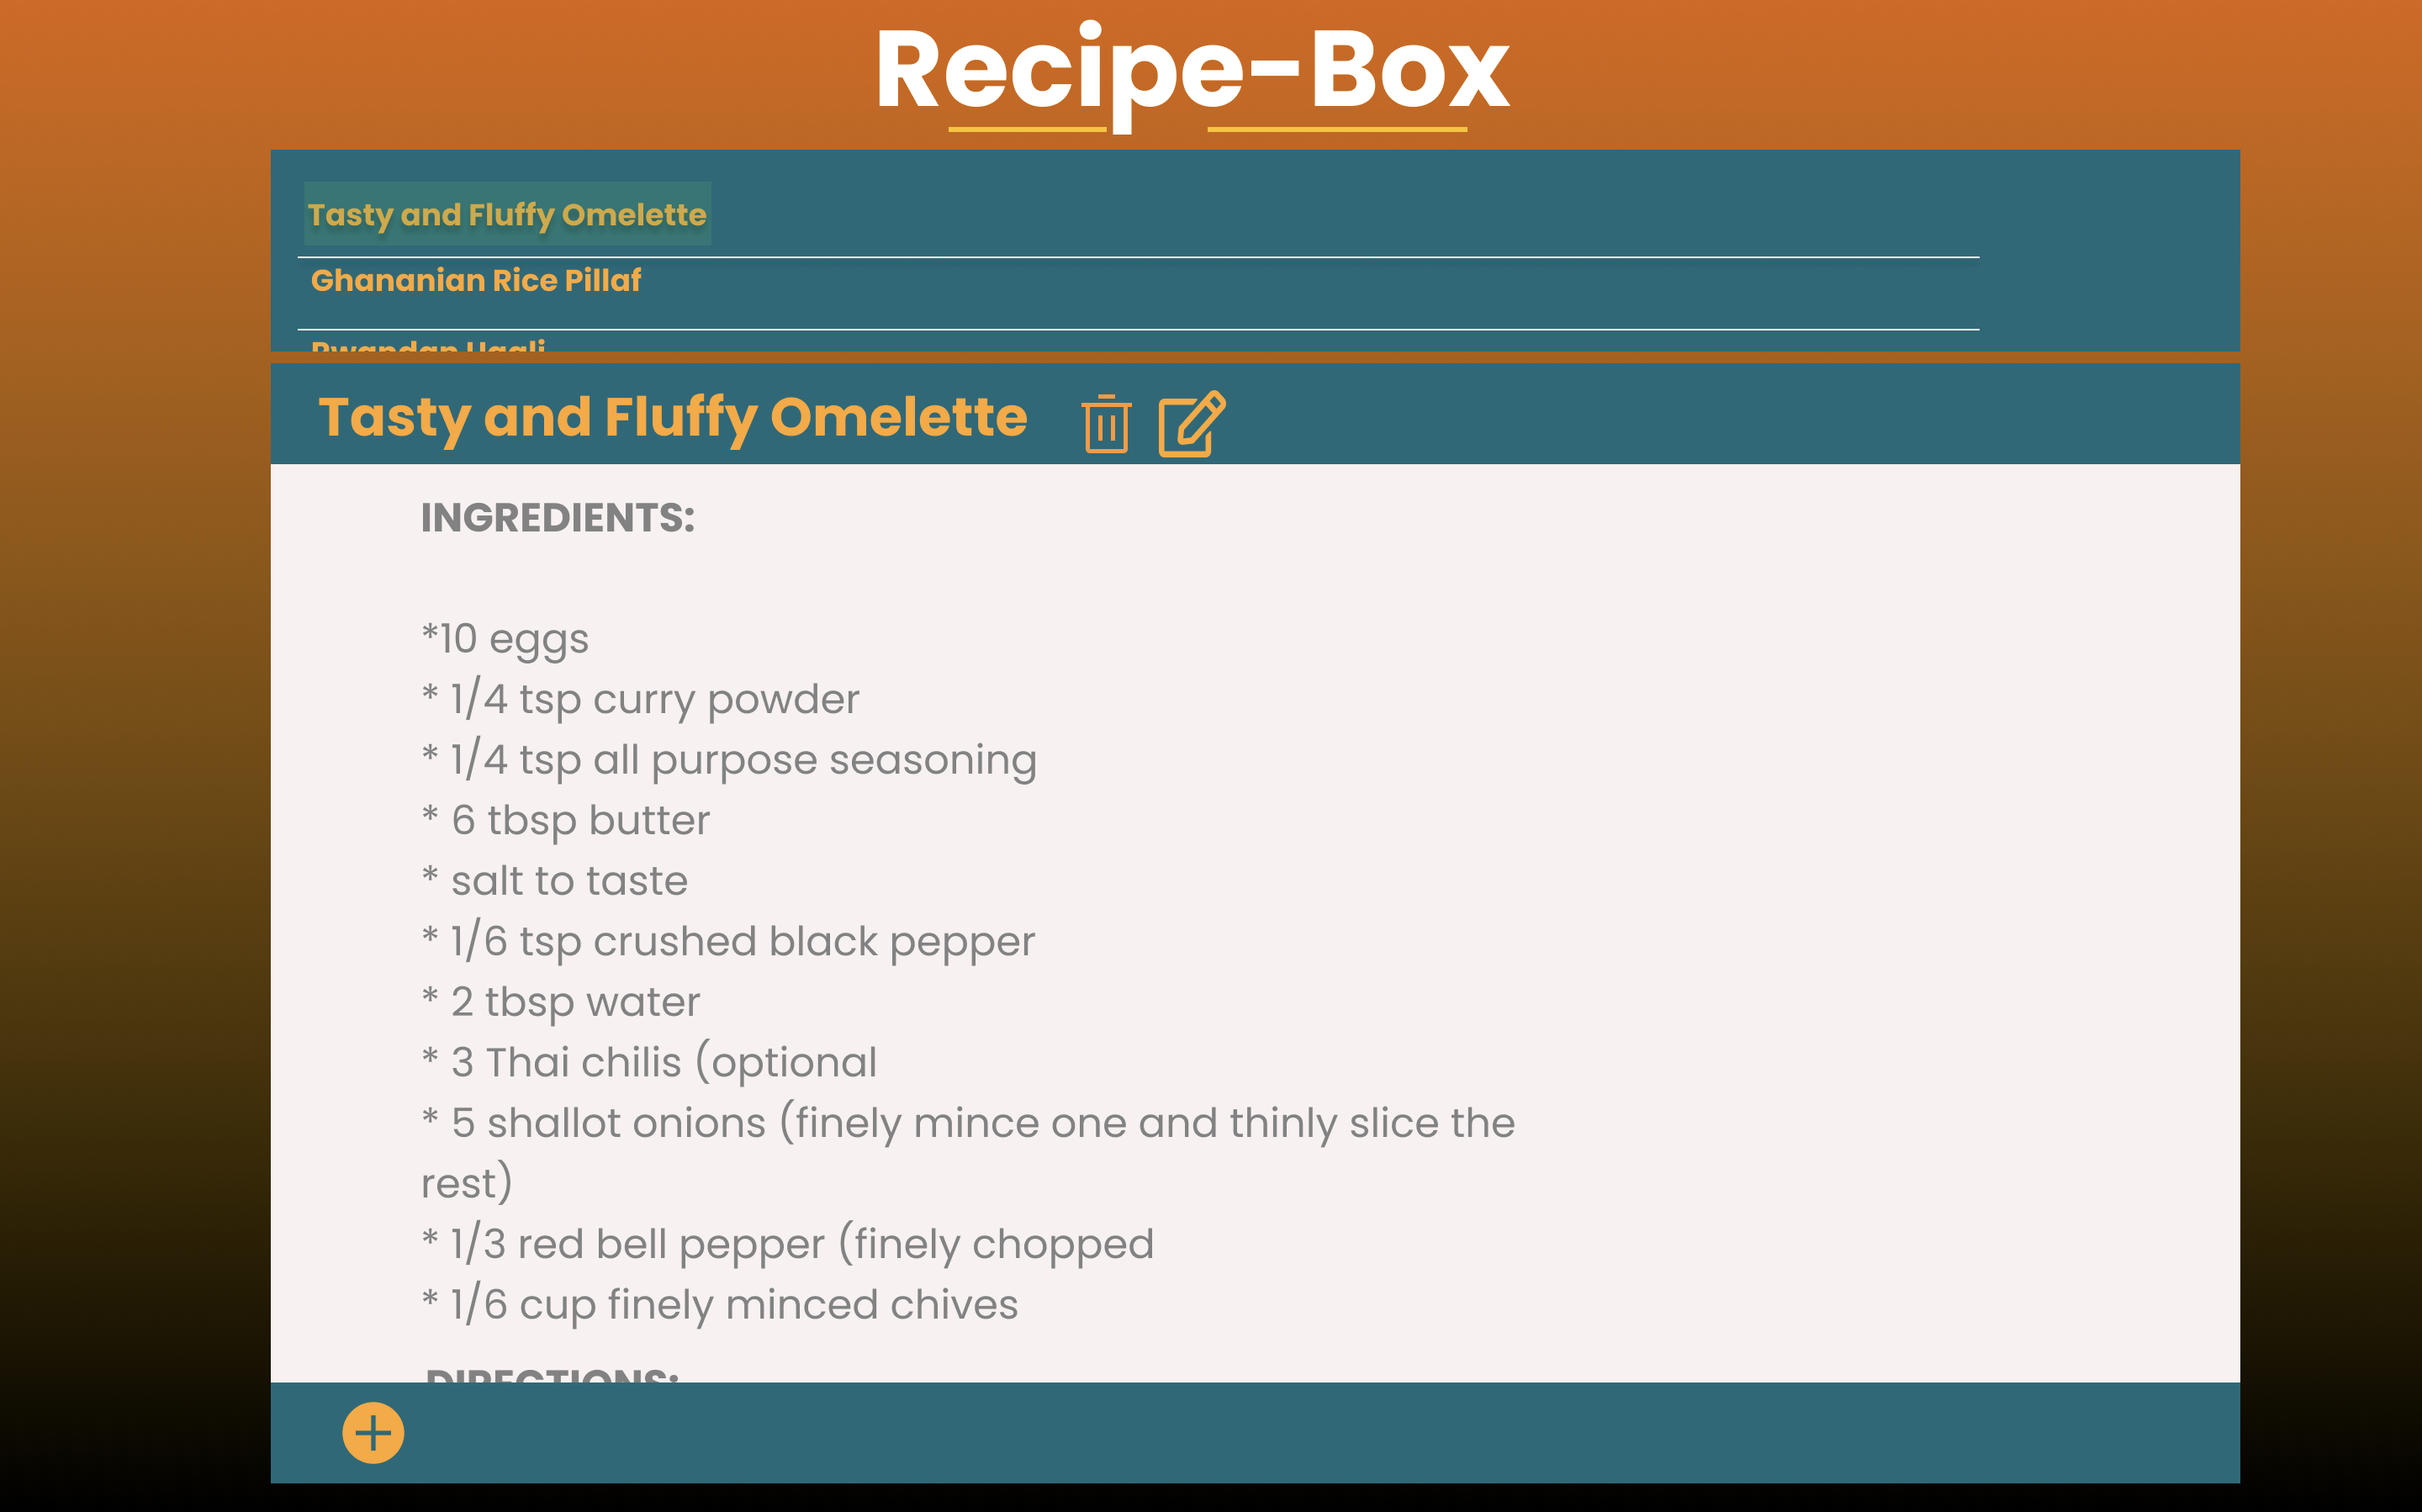 Recipe-Box
Tasty and Fluffy Omelette
Ghananian Rice Pillaf
Rwandan Ugali
Tasty and Fluffy Omelette
INGREDIENTS:
*10 eggs
* 1/4 tsp curry powder
* 1/4 tsp all purpose seasoning
* 6 tbsp butter
* salt to taste
* 1/6 tsp crushed black pepper
* 2 tbsp water
* 3 Thai chilis (optional
* 5 shallot onions (finely mince one and thinly slice the
rest)
* 1/3 red bell pepper (finely chopped
* 1/6 cup finely minced chives
DIRECTIONS: